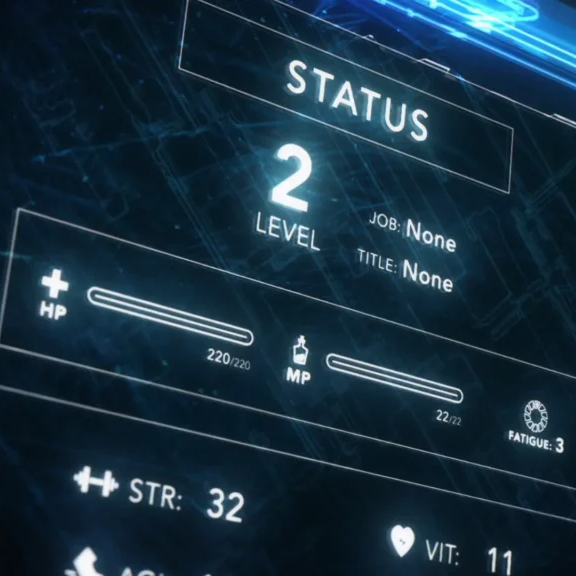 STATUS
2
LEVEL
JOB: None
TITLE: None
HP
220/220
MP
22/22
FATIGUE: 3
STR: 32
VIT: 11